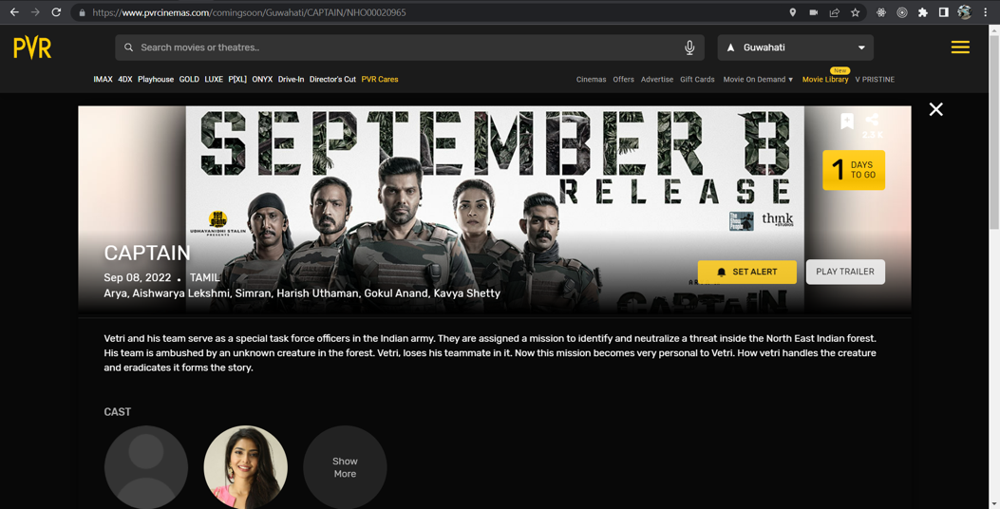 https://www.pvrcinemas.com/comingsoon/Guwahati/CAPTAIN/NHO00020965
PVR
Search movies or theatres..
Guwahati
New
IMAX 4DX Playhouse GOLD LUXE P[XL] ONYX Drive-In Director's Cut PVR Cares
Cinemas Offers Advertise Gift Cards Movie On Demand ▼ Movie Library V PRISTINE
SEPTEMBER 8
RELEASE
2.3 K
1 DAYS
TO GO
UDHAYANIDHI STALIN
PRESENTS
think
STUDIOS
CAPTAIN
Sep 08, 2022 . TAMIL
Arya, Aishwarya Lekshmi, Simran, Harish Uthaman, Gokul Anand, Kavya Shetty
SET ALERT
PLAY TRAILER
CAPTAIN
Vetri and his team serve as a special task force officers in the Indian army. They are assigned a mission to identify and neutralize a threat inside the North East Indian forest.
His team is ambushed by an unknown creature in the forest. Vetri, loses his teammate in it. Now this mission becomes very personal to Vetri. How vetri handles the creature
and eradicates it forms the story.
CAST
Show
More